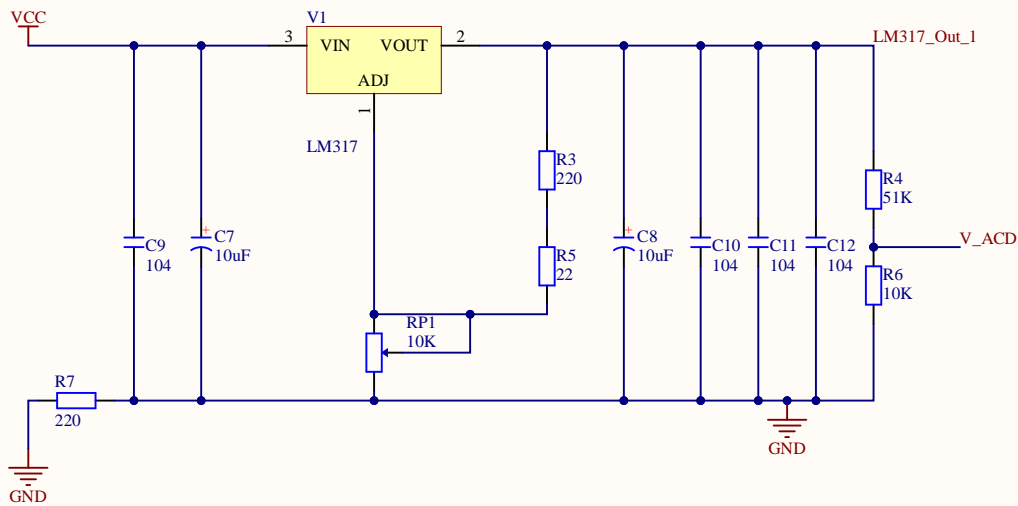 VCC
V1
3
VIN
VOUT
2
ADJ
1
LM317
LM317_Out_1
R3
220
R5
22
R4
51K
C9
104
C7
+
10uF
C8
+
10uF
C10
104
C11
104
C12
104
V_ACD
R6
10K
RP1
10K
R7
220
GND
GND